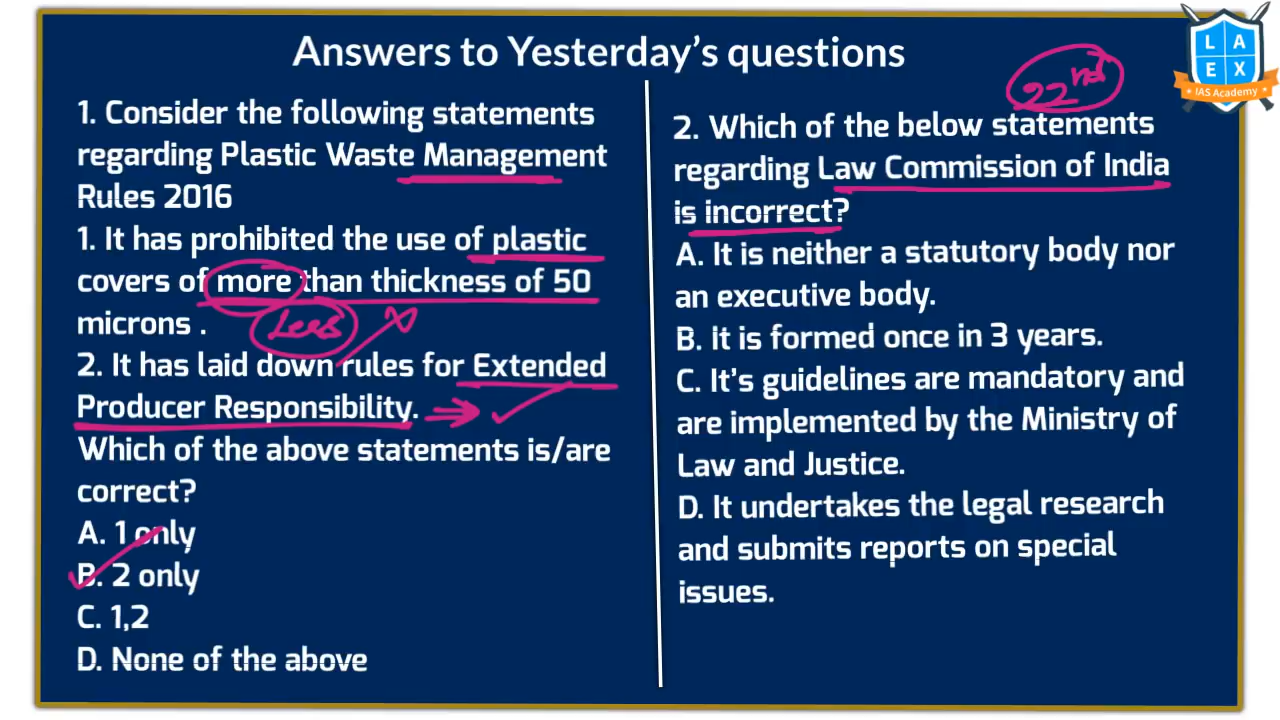 Answers to Yesterday's questions
1. Consider the following statements
regarding Plastic Waste Management
Rules 2016
1. It has prohibited the use of plastic
covers of more than thickness of 50
microns .
Less
2. It has laid down rules for Extended
Producer Responsibility.
Which of the above statements is/are
correct?
A. 1 only
B. 2 only
C. 1,2
D. None of the above
22nd
2. Which of the below statements
regarding Law Commission of India
is incorrect?
A. It is neither a statutory body nor
an executive body.
B. It is formed once in 3 years.
C. It's guidelines are mandatory and
are implemented by the Ministry of
Law and Justice.
D. It undertakes the legal research
and submits reports on special
issues.
L A
E X
IAS Academy